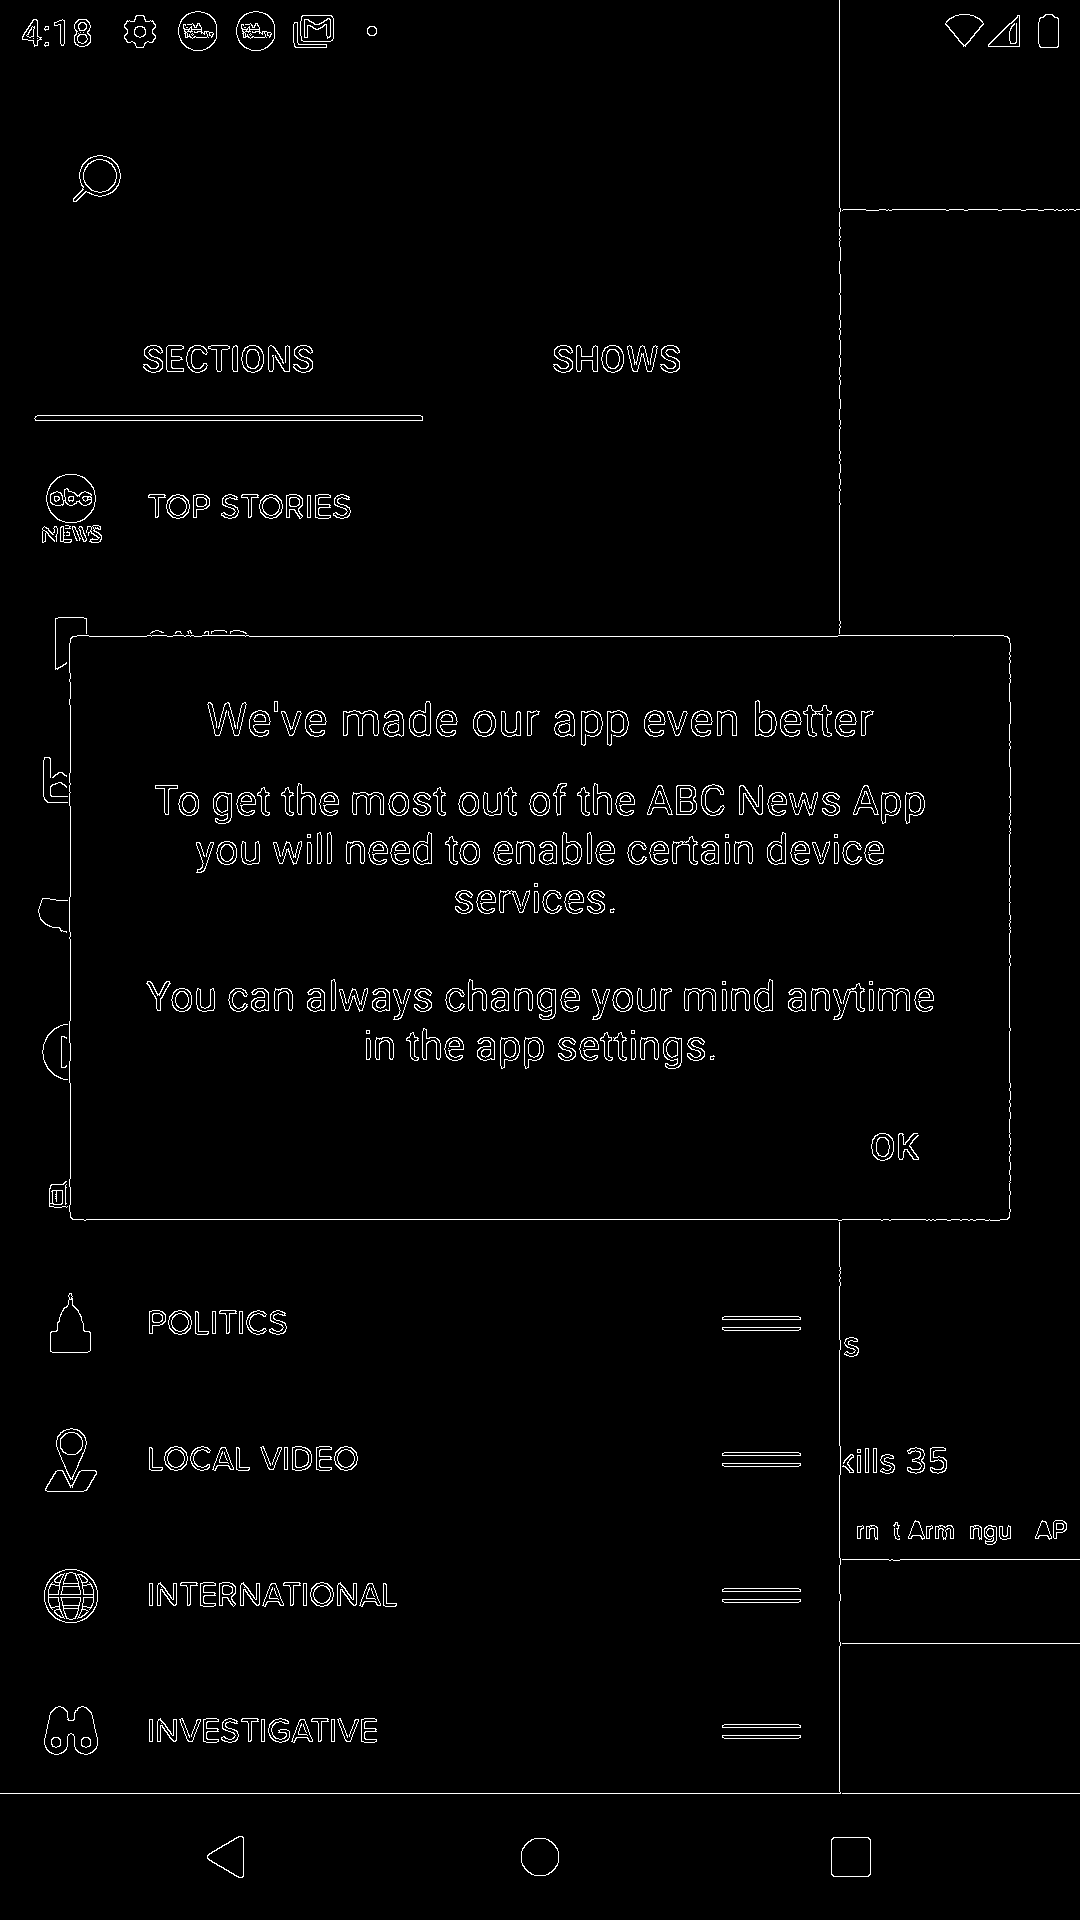 4:18
SECTIONS SHOWS
abc
NEWS
TOP STORIES
We've made our app even better
To get the most out of the ABC News App
you will need to enable certain device
services.
You can always change your mind anytime
in the app settings.
OK
POLITICS
s
LOCAL VIDEO
kills 35
rn t Arm ngu AP
INTERNATIONAL
INVESTIGATIVE